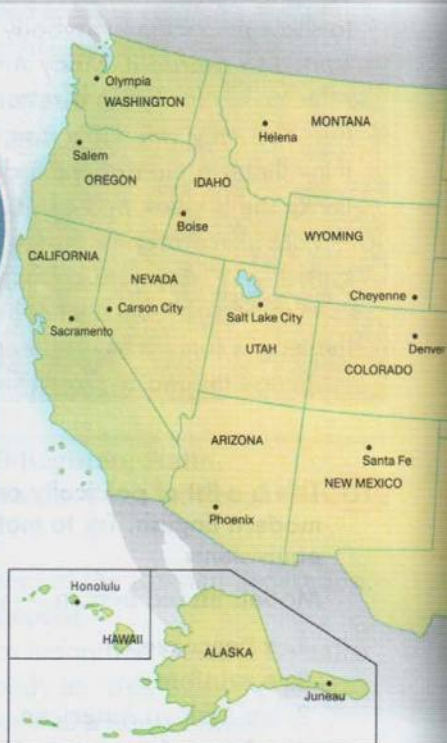 Olympia
WASHINGTON
MONTANA
Helena
Salem
OREGON
IDAHO
Boise
WYOMING
CALIFORNIA
NEVADA
Cheyenne
Carson City
Salt Lake City
Sacramento
Denver
UTAH
COLORADO
ARIZONA
Santa Fe
NEW MEXICO
Phoenix
Honolulu
HAWAII
ALASKA
Juneau